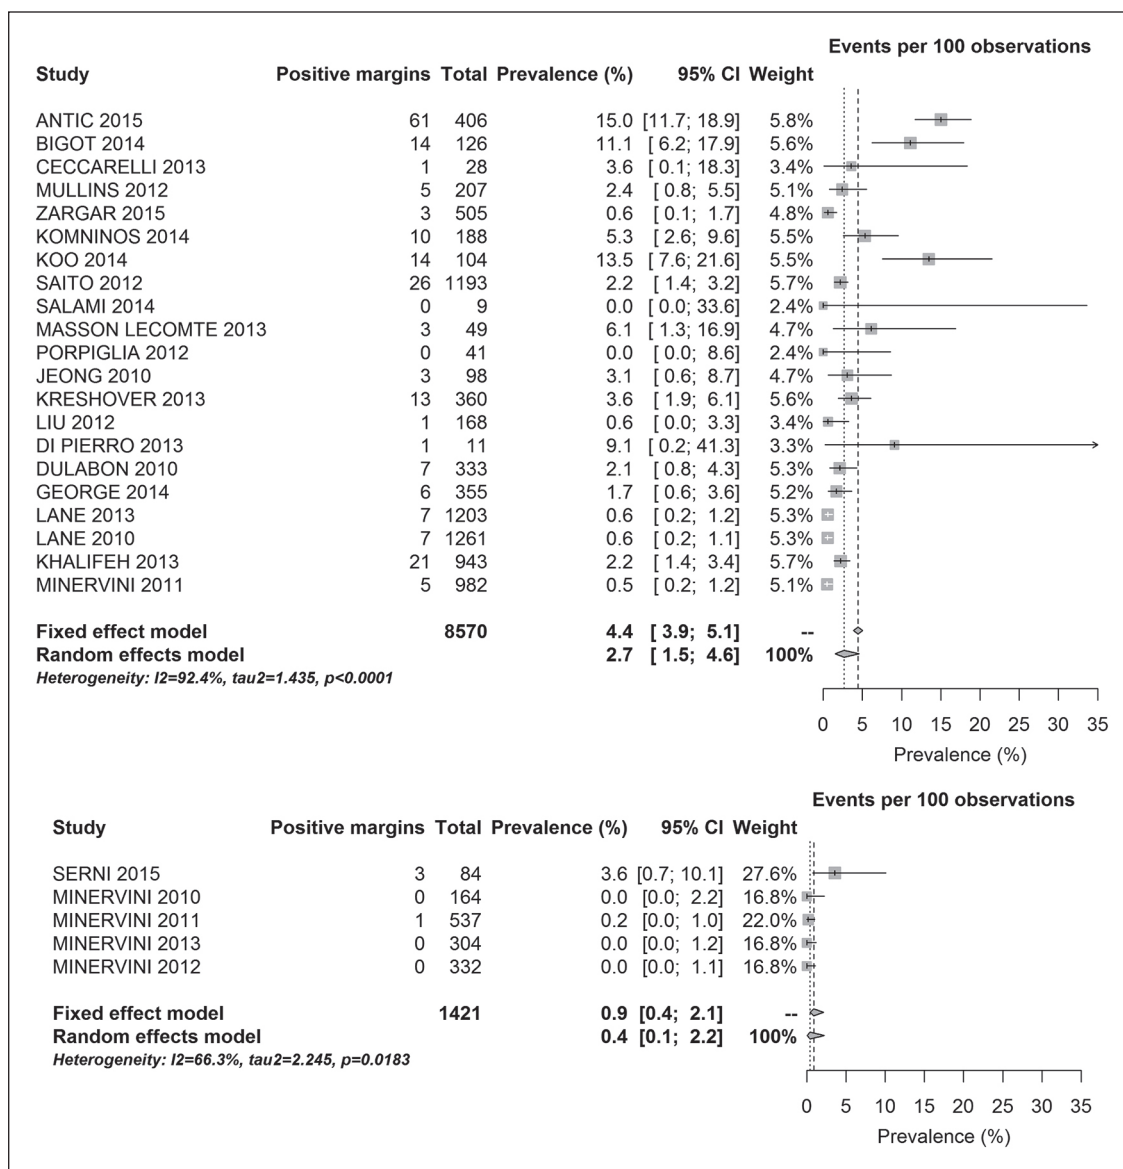 Events per 100 observations
Study Positive margins Total Prevalence (%) 95% CI Weight
ANTIC 2015 61 406 15.0 [11.7; 18.9] 5.8%
BIGOT 2014 14 126 11.1 [ 6.2; 17.9] 5.6%
CECCARELLI 2013 1 28 3.6 [ 0.1; 18.3] 3.4%
MULLINS 2012 5 207 2.4 [ 0.8; 5.5] 5.1%
ZARGAR 2015 3 505 0.6 [ 0.1; 1.7] 4.8%
KOMNINOS 2014 10 188 5.3 [ 2.6; 9.6] 5.5%
KOO 2014 14 104 13.5 [ 7.6; 21.6] 5.5%
SAITO 2012 26 1193 2.2 [ 1.4; 3.2] 5.7%
SALAMI 2014 0 9 0.0 [ 0.0; 33.6] 2.4%
MASSON LECOMTE 2013 3 49 6.1 [ 1.3; 16.9] 4.7%
PORPIGLIA 2012 0 41 0.0 [ 0.0; 8.6] 2.4%
JEONG 2010 3 98 3.1 [ 0.6; 8.7] 4.7%
KRESHOVER 2013 13 360 3.6 [ 1.9; 6.1] 5.6%
LIU 2012 1 168 0.6 [ 0.0; 3.3] 3.4%
DI PIERRO 2013 1 11 9.1 [ 0.2; 41.3] 3.3%
DULABON 2010 7 333 2.1 [ 0.8; 4.3] 5.3%
GEORGE 2014 6 355 1.7 [ 0.6; 3.6] 5.2%
LANE 2013 7 1203 0.6 [ 0.2; 1.2] 5.3%
LANE 2010 7 1261 0.6 [ 0.2; 1.1] 5.3%
KHALIFEH 2013 21 943 2.2 [ 1.4; 3.4] 5.7%
MINERVINI 2011 5 982 0.5 [ 0.2; 1.2] 5.1%
Fixed effect model 8570 4.4 [ 3.9; 5.1] --
Random effects model 2.7 [ 1.5; 4.6] 100%
Heterogeneity: I2=92.4%, tau2=1.435, p<0.0001
0 5 10 15 20 25 30 35
Prevalence (%)
Events per 100 observations
Study Positive margins Total Prevalence (%) 95% CI Weight
SERNI 2015 3 84 3.6 [0.7; 10.1] 27.6%
MINERVINI 2010 0 164 0.0 [0.0; 2.2] 16.8%
MINERVINI 2011 1 537 0.2 [0.0; 1.0] 22.0%
MINERVINI 2013 0 304 0.0 [0.0; 1.2] 16.8%
MINERVINI 2012 0 332 0.0 [0.0; 1.1] 16.8%
Fixed effect model 1421 0.9 [0.4; 2.1] --
Random effects model 0.4 [0.1; 2.2] 100%
Heterogeneity: I2=66.3%, tau2=2.245, p=0.0183
0 5 10 15 20 25 30 35
Prevalence (%)